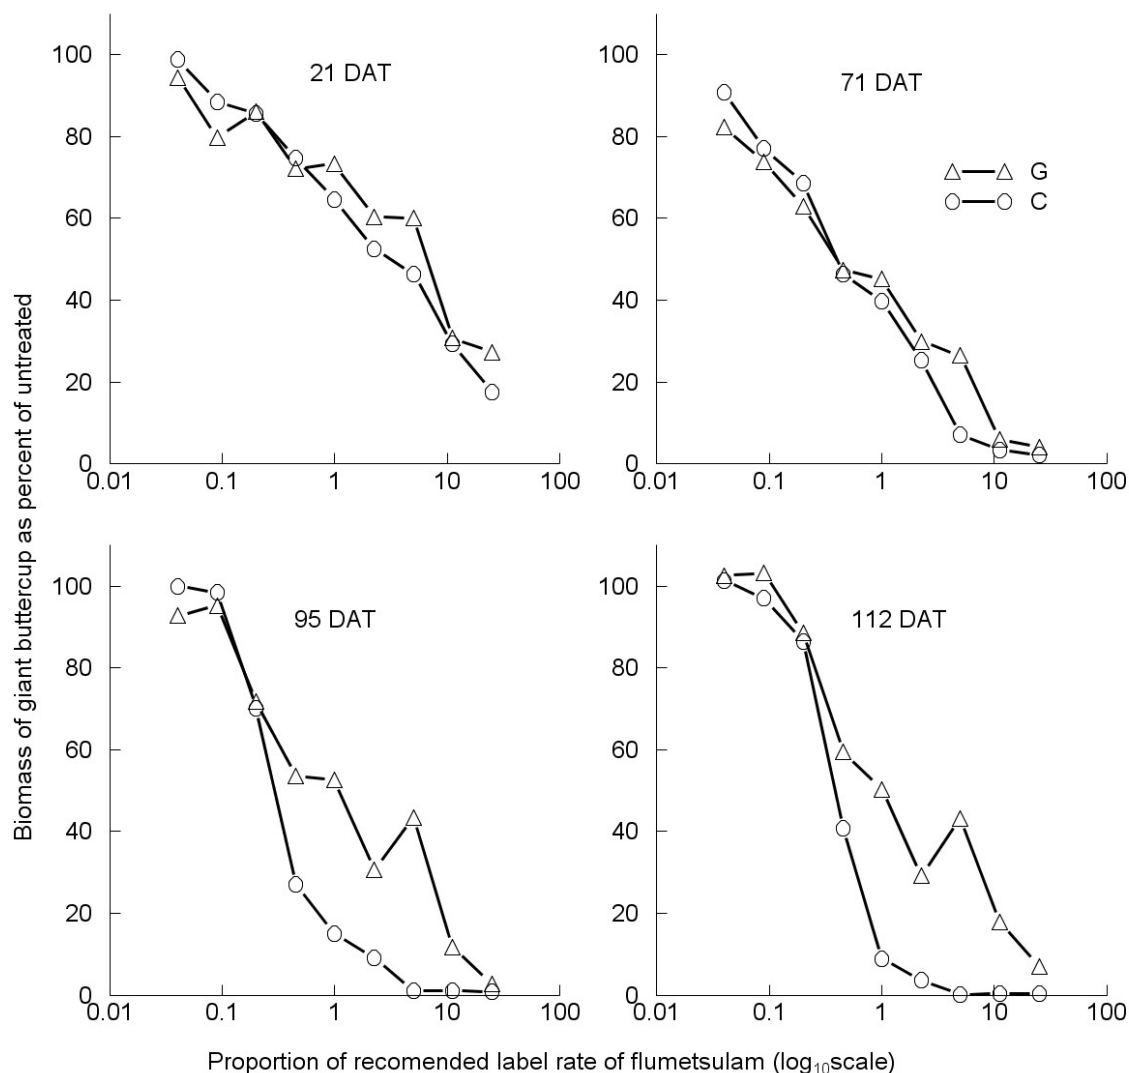 Biomass of giant buttercup as percent of untreated
21 DAT
100
80
60
40
20
0
0.01 0.1 1 10 100
71 DAT
G
C
100
80
60
40
20
0
0.01 0.1 1 10 100
95 DAT
100
80
60
40
20
0
0.01 0.1 1 10 100
112 DAT
100
80
60
40
20
0
0.01 0.1 1 10 100
Proportion of recomended label rate of flumetsulam (log₁₀scale)